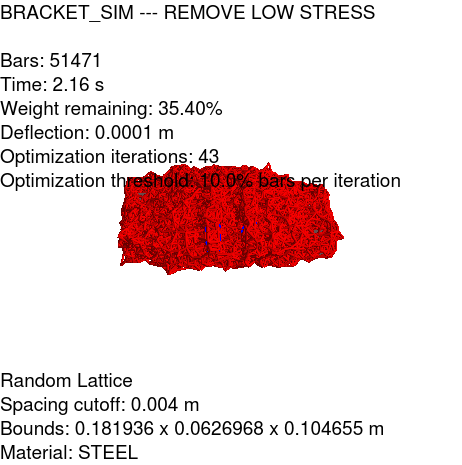 BRACKET_SIM --- REMOVE LOW STRESS
Bars: 51471
Time: 2.16 s
Weight remaining: 35.40%
Deflection: 0.0001 m
Optimization iterations: 43
Optimization threshold: 10.0% bars per iteration
Random Lattice
Spacing cutoff: 0.004 m
Bounds: 0.181936 x 0.0626968 x 0.104655 m
Material: STEEL